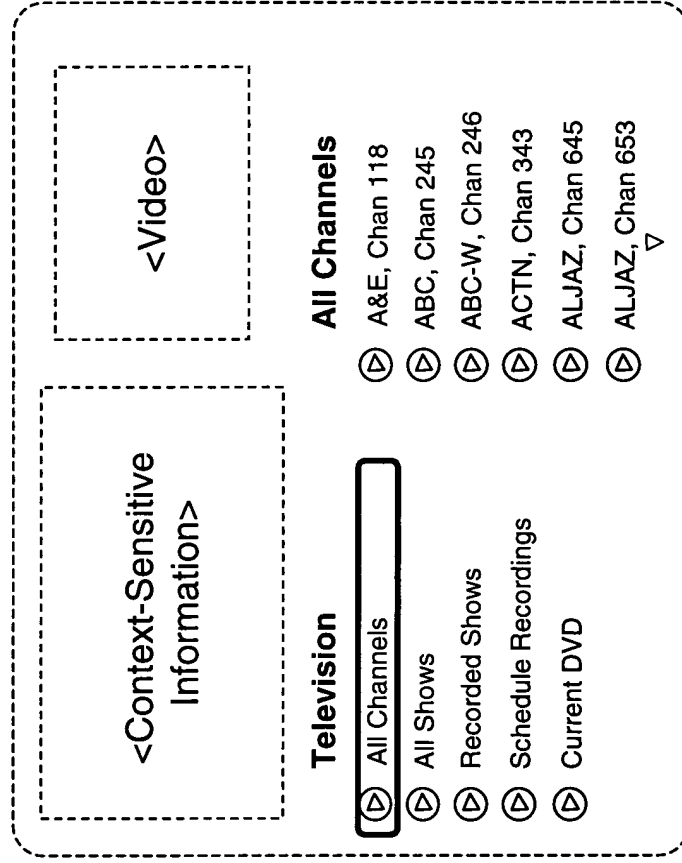 <Context-Sensitive
Information>
<Video>
Television
All Channels
All Shows
Recorded Shows
Schedule Recordings
Current DVD
All Channels
A&E, Chan 118
ABC, Chan 245
ABC-W, Chan 246
ACTN, Chan 343
ALJAZ, Chan 645
ALJAZ, Chan 653